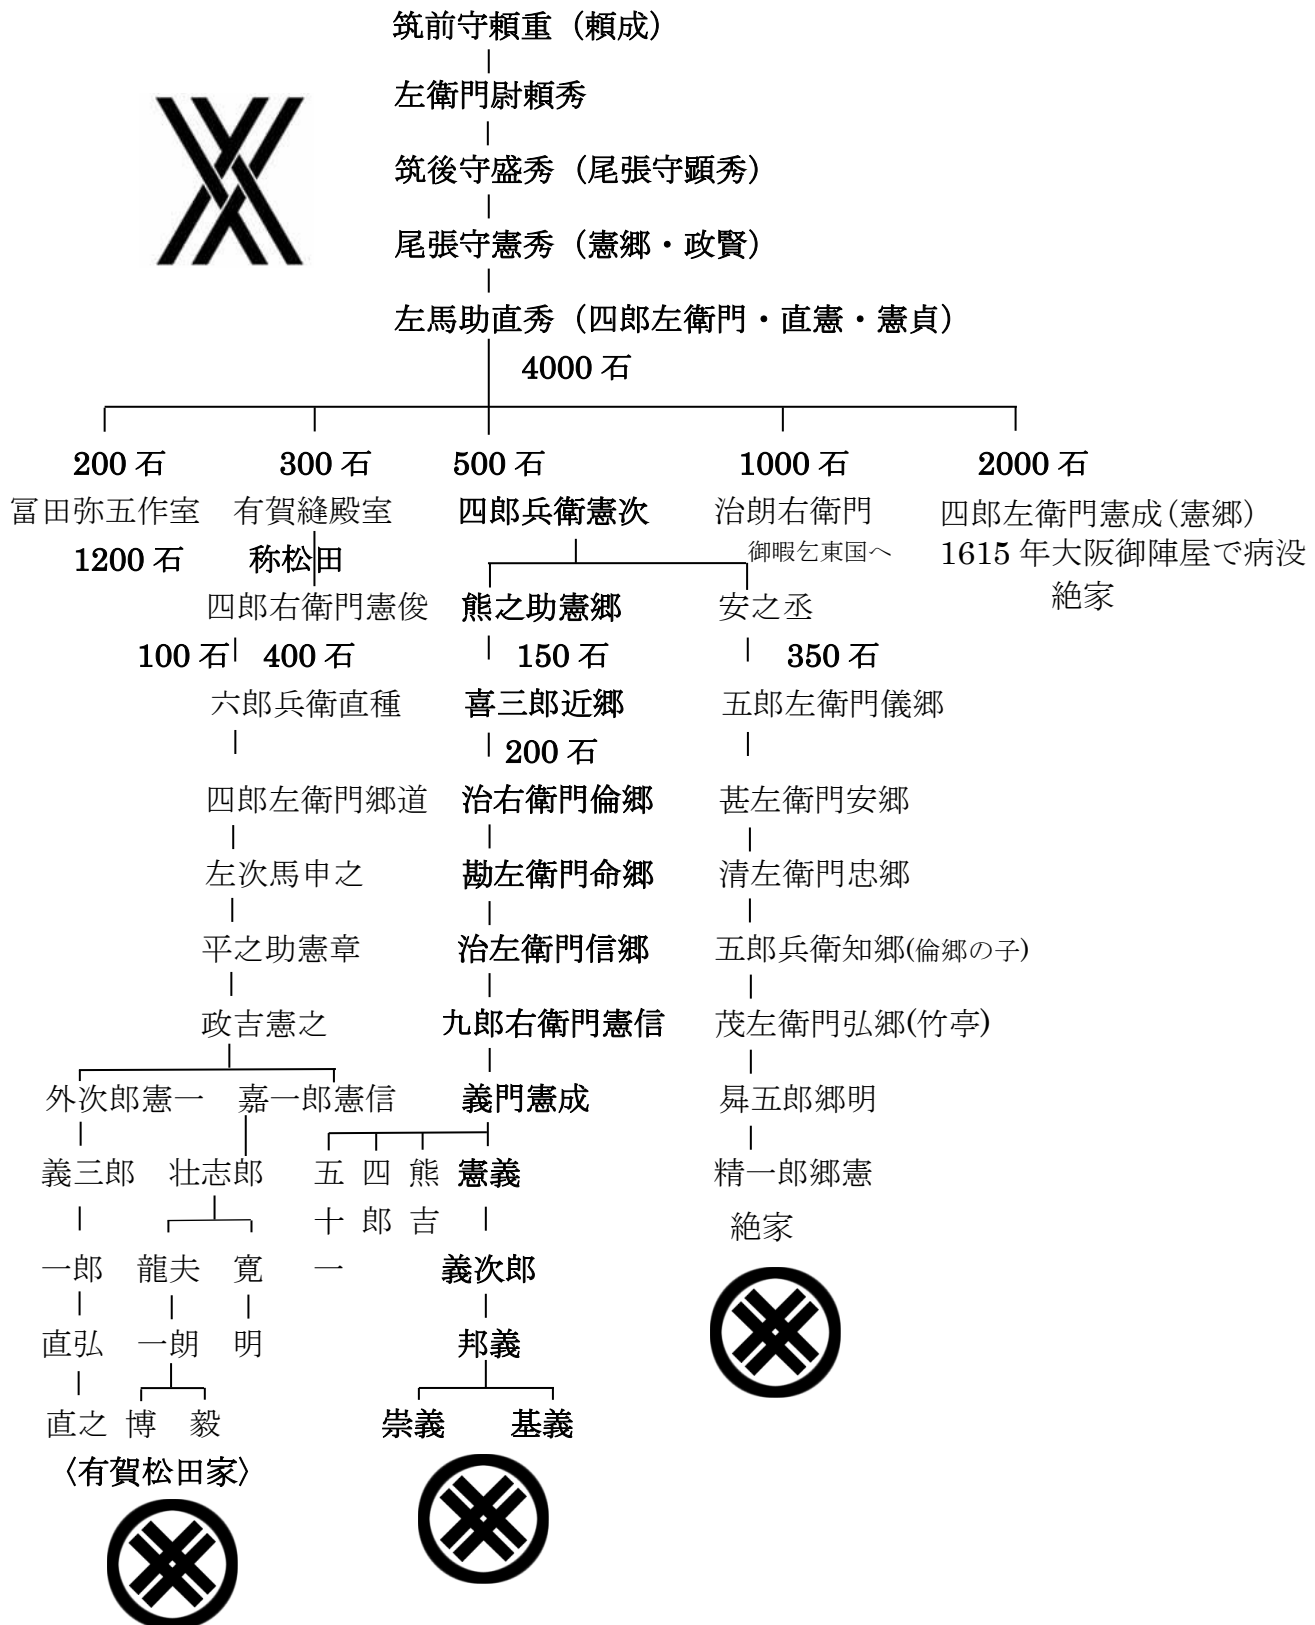 筑前守頼重（頼成）
左衛門尉頼秀
筑後守盛秀（尾張守顕秀）
尾張守憲秀（憲郷・政賢）
左馬助直秀（四郎左衛門・直憲・憲貞）
4000 石
200 石 300 石 500 石 1000 石 2000 石
冨田弥五作室 有賀縫殿室 四郎兵衛憲次 治朗右衛門 四郎左衛門憲成（憲郷）
1200 石 称松田 御暇乞東国へ 1615 年大阪御陣屋で病没
絶家
四郎右衛門憲俊 熊之助憲郷 安之丞
100 石 400 石 150 石 350 石
六郎兵衛直種 喜三郎近郷 五郎左衛門儀郷
200 石
四郎左衛門郷道 治右衛門倫郷 甚左衛門安郷
左次馬申之 勘左衛門命郷 清左衛門忠郷
平之助憲章 治左衛門信郷 五郎兵衛知郷(倫郷の子)
政吉憲之 九郎右衛門憲信 茂左衛門弘郷(竹亭)
外次郎憲一 嘉一郎憲信 義門憲成 曻五郎郷明
義三郎 壮志郎 五十一 四郎 熊吉 憲義 精一郎郷憲
絶家
一郎 龍夫 寛 義次郎
直弘 一朗 明 邦義
直之 博 毅 崇義 基義
〈有賀松田家〉